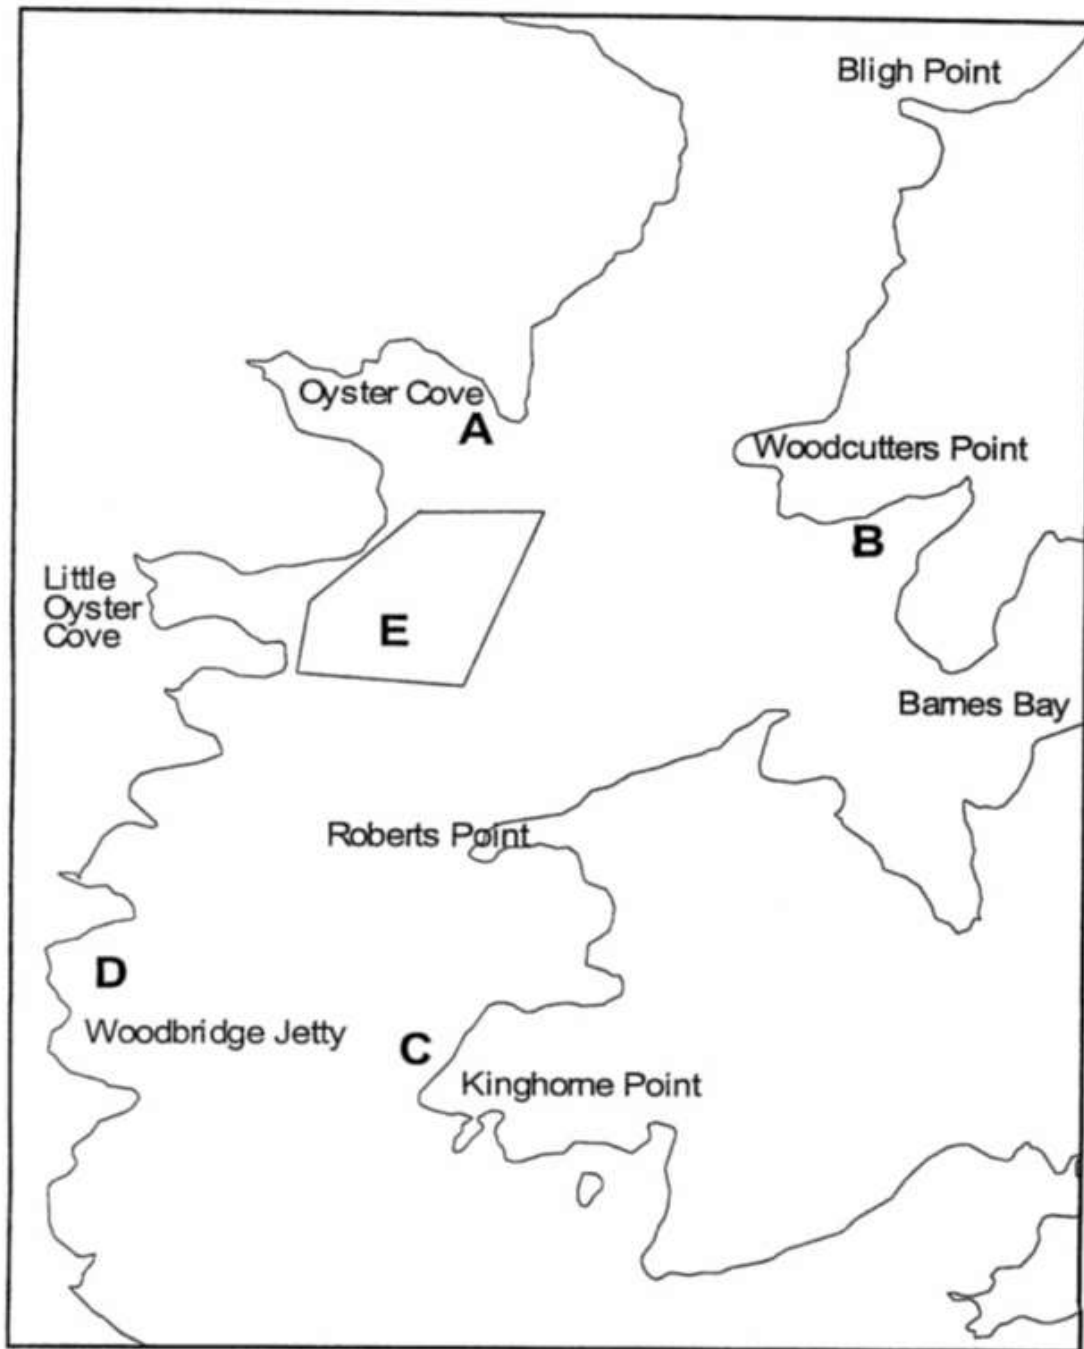 Bligh Point
Oyster Cove
A
Woodcutters Point
B
Little
Oyster
Cove
E
Barnes Bay
Roberts Point
D
Woodbridge Jetty
C
Kinghorne Point